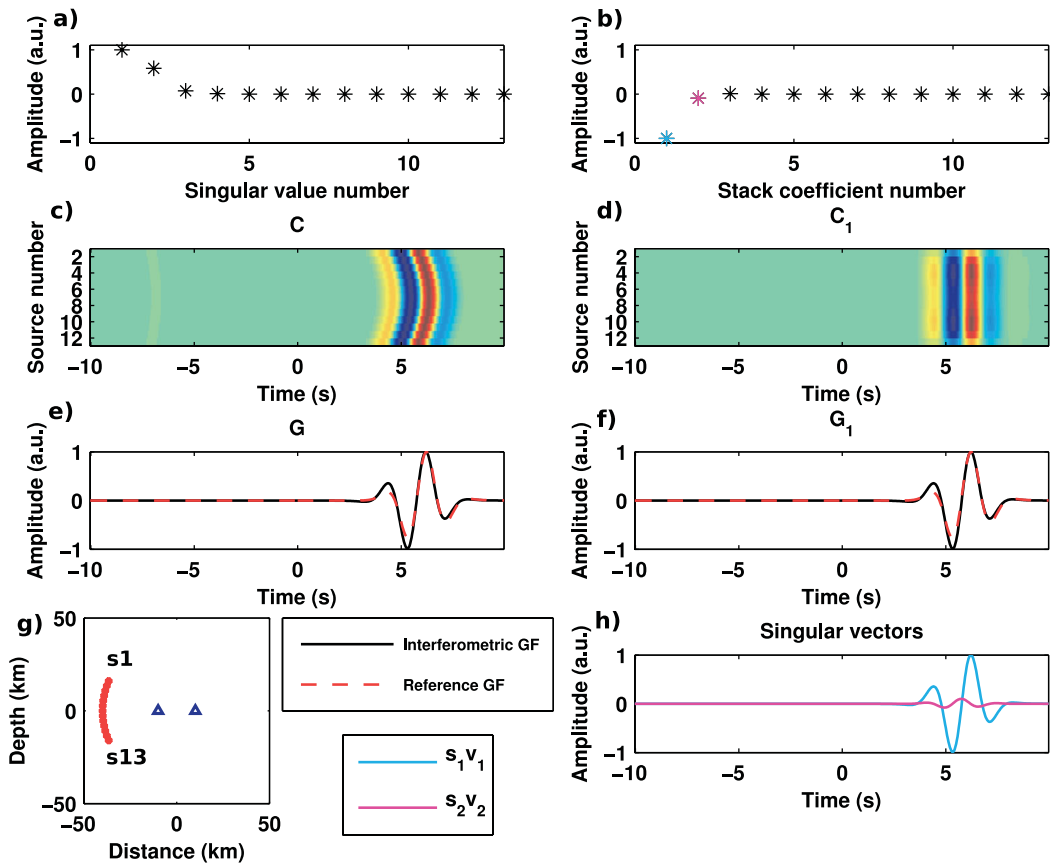 a)
Amplitude (a.u.)
1
0
−1
0
5
10
Singular value number
b)
Amplitude (a.u.)
1
0
−1
0
5
10
Stack coefficient number
c)
C
Source number
2
4
6
8
10
12
−10
−5
0
5
Time (s)
d)
C1
Source number
2
4
6
8
10
12
−10
−5
0
5
Time (s)
e)
G
Amplitude (a.u.)
1
0
−1
−10
−5
0
5
Time (s)
f)
G1
Amplitude (a.u.)
1
0
−1
−10
−5
0
5
Time (s)
g)
Depth (km)
50
0
−50
s1
s13
−50
0
50
Distance (km)
Interferometric GF
Reference GF
s1v1
s2v2
h)
Singular vectors
Amplitude (a.u.)
1
0
−1
−10
−5
0
5
Time (s)